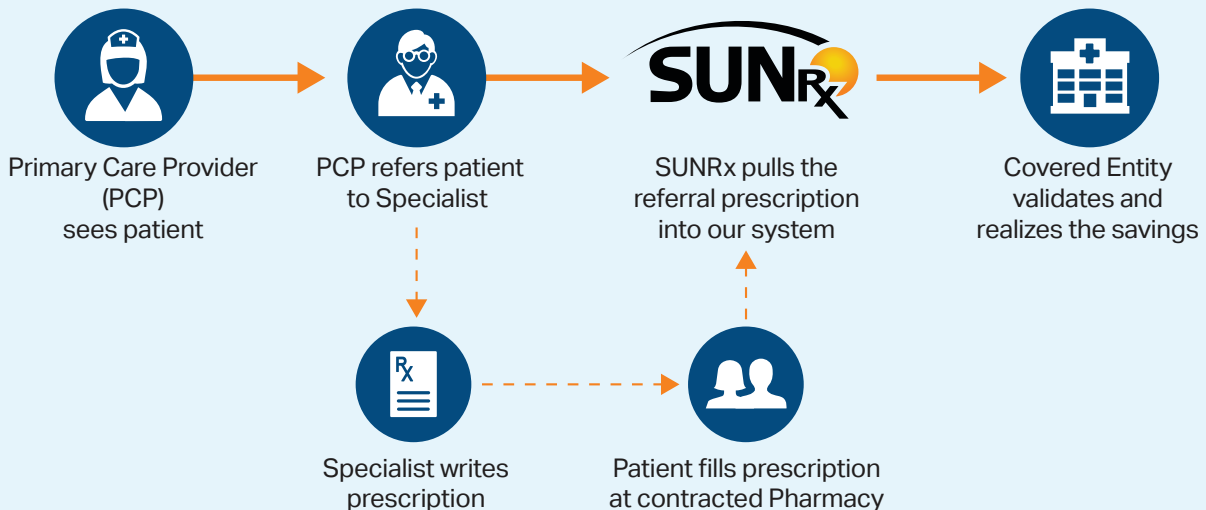 SUNRx
Primary Care Provider
(PCP)
sees patient
PCP refers patient
to Specialist
SUNRx pulls the
referral prescription
into our system
Covered Entity
validates and
realizes the savings
Rx
Specialist writes
prescription
Patient fills prescription
at contracted Pharmacy